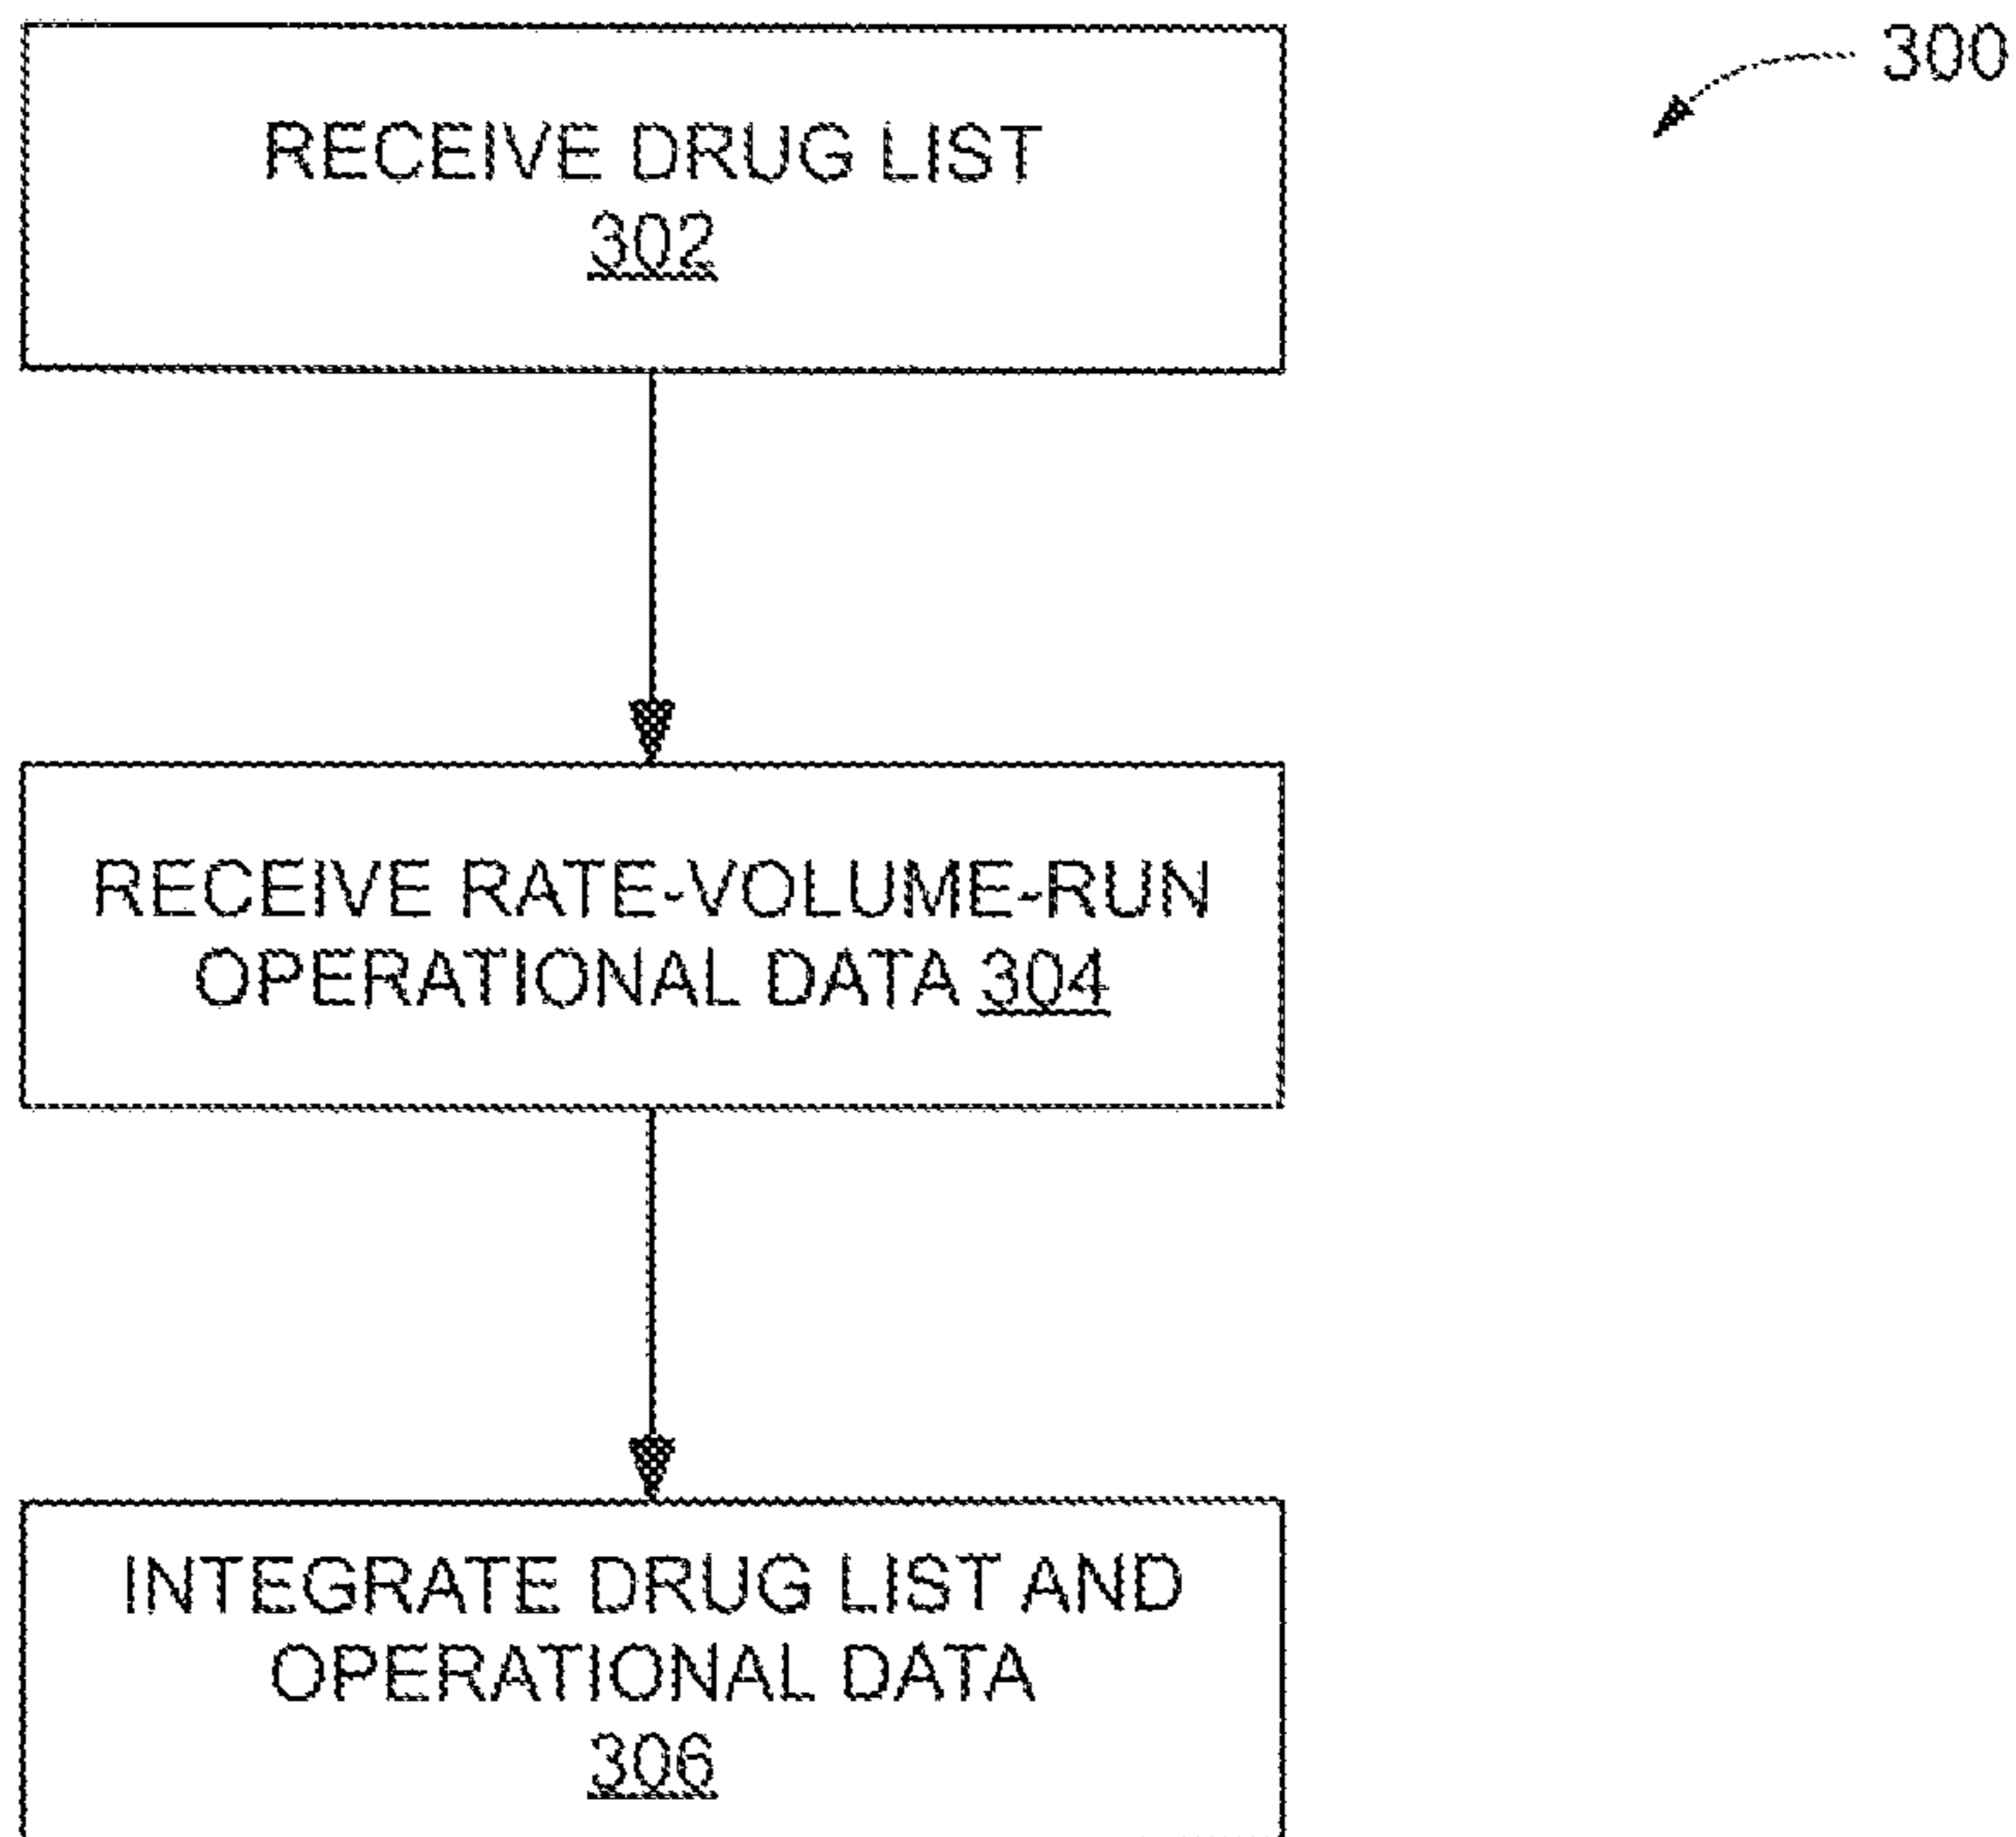 300
RECEIVE DRUG LIST
302
RECEIVE RATE-VOLUME-RUN
OPERATIONAL DATA 304
INTEGRATE DRUG LIST AND
OPERATIONAL DATA
306